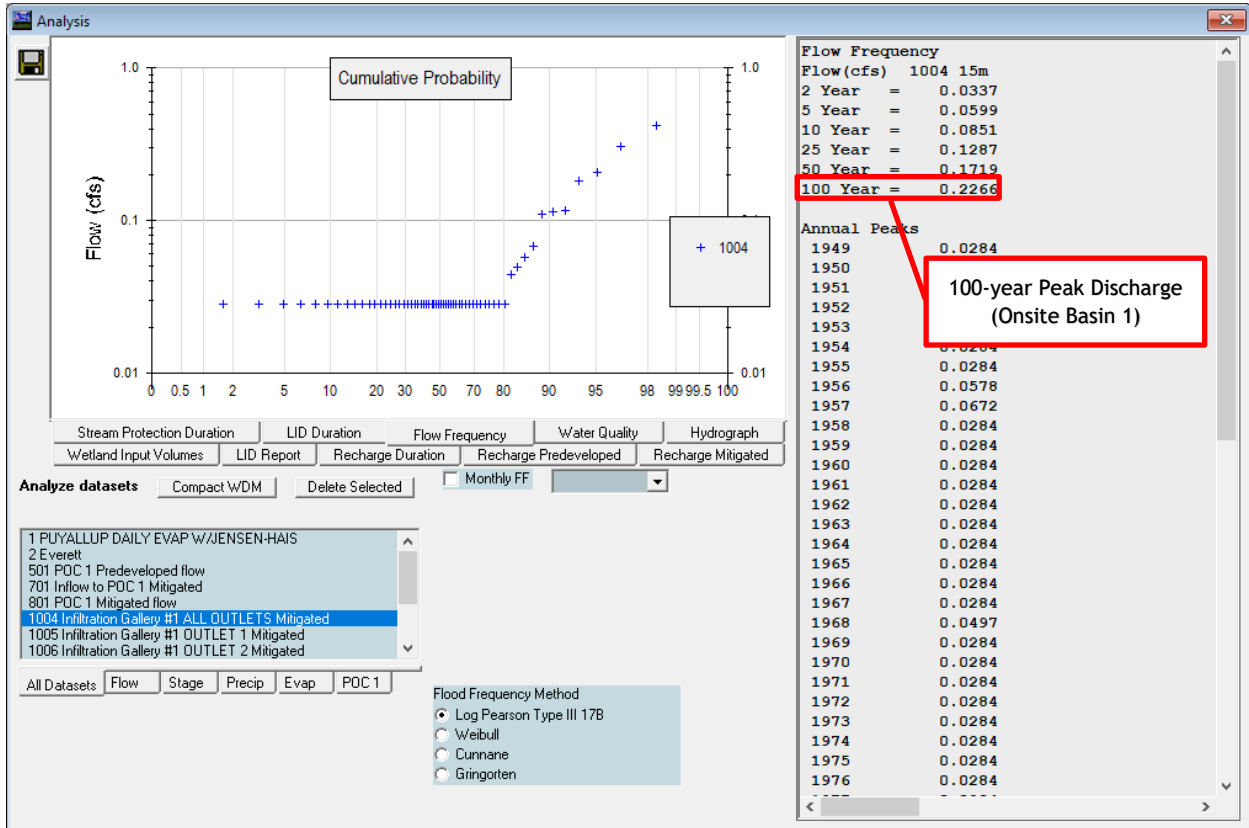 Analysis
Cumulative Probability
Flow (cfs)
1.0
0.1
0.01
1.0
0.01
0 0.5 1 2 5 10 20 30 50 70 80 90 95 98 99 99.5 100
+ 1004
Stream Protection Duration LID Duration Flow Frequency Water Quality Hydrograph
Wetland Input Volumes LID Report Recharge Duration Recharge Predeveloped Recharge Mitigated
Analyze datasets Compact WDM Delete Selected Monthly FF
1 PUYALLUP DAILY EVAP W/JENSEN-HAIS
2 Everett
501 POC 1 Predeveloped flow
701 Inflow to POC 1 Mitigated
801 POC 1 Mitigated flow
1004 Infiltration Gallery #1 ALL OUTLETS Mitigated
1005 Infiltration Gallery #1 OUTLET 1 Mitigated
1006 Infiltration Gallery #1 OUTLET 2 Mitigated
All Datasets Flow Stage Precip Evap POC 1
Flood Frequency Method
Log Pearson Type III 17B
Weibull
Cunnane
Gringorten
Flow Frequency
Flow(cfs) 1004 15m
2 Year = 0.0337
5 Year = 0.0599
10 Year = 0.0851
25 Year = 0.1287
50 Year = 0.1719
100 Year = 0.2266
Annual Peaks
1949 0.0284
1950
1951
1952
1953
1954 0.0284
1955 0.0284
1956 0.0578
1957 0.0672
1958 0.0284
1959 0.0284
1960 0.0284
1961 0.0284
1962 0.0284
1963 0.0284
1964 0.0284
1965 0.0284
1966 0.0284
1967 0.0284
1968 0.0497
1969 0.0284
1970 0.0284
1971 0.0284
1972 0.0284
1973 0.0284
1974 0.0284
1975 0.0284
1976 0.0284
100-year Peak Discharge
(Onsite Basin 1)